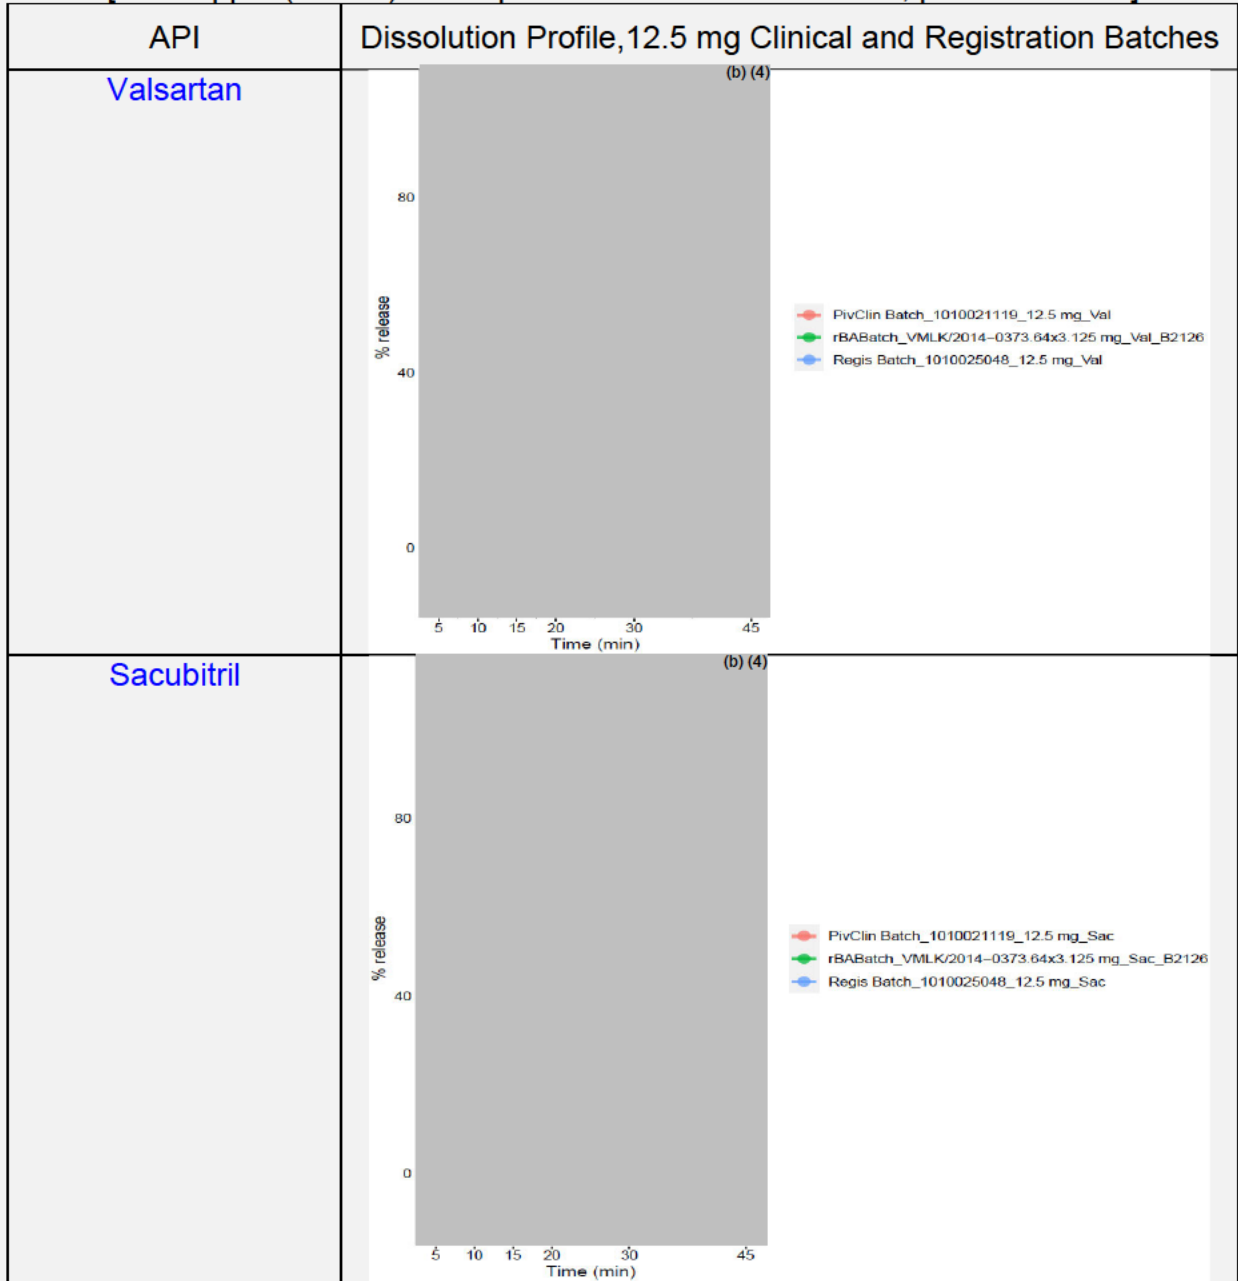 API
Dissolution Profile,12.5 mg Clinical and Registration Batches
Valsartan
(b) (4)
80
40
0
% release
5 10 15 20 30 45
Time (min)
PivClin Batch_1010021119_12.5 mg_Val
rBABatch_VMLK/2014-0373.64x3.125 mg_Val_B2126
Regis Batch_1010025048_12.5 mg_Val
Sacubitril
(b) (4)
80
40
0
% release
5 10 15 20 30 45
Time (min)
PivClin Batch_1010021119_12.5 mg_Sac
rBABatch_VMLK/2014-0373.64x3.125 mg_Sac_B2126
Regis Batch_1010025048_12.5 mg_Sac